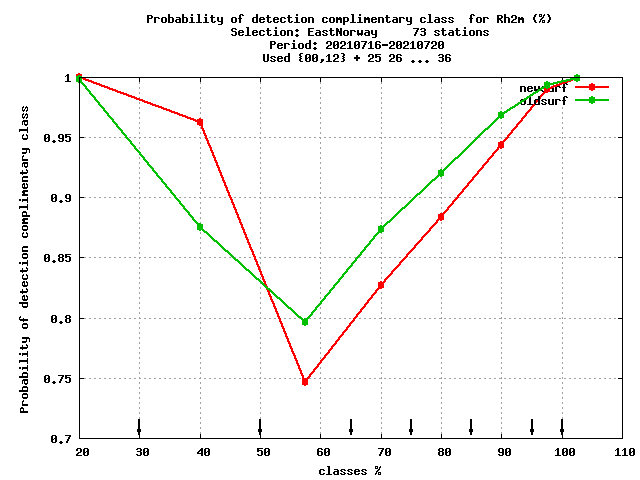 Probability of detection complimentary class  for Rh2m (%)
Selection: EastNorway     73 stations
Period: 20210716-20210720
Used {00,12} + 25 26 ... 36
Probability of detection complimentary class
1
0.95
0.9
0.85
0.8
0.75
0.7
newsurf
oldsurf
20 30 40 50 60 70 80 90 100 110
classes %